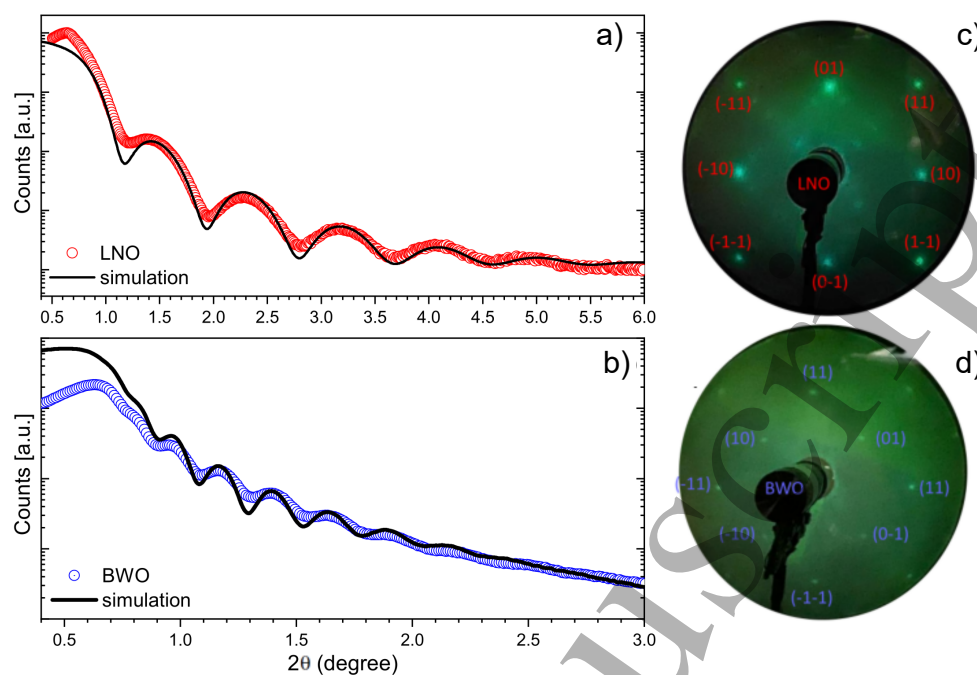 a)
Counts [a.u.]
LNO
simulation
0.5 1.0 1.5 2.0 2.5 3.0 3.5 4.0 4.5 5.0 5.5 6.0
b)
Counts [a.u.]
BWO
simulation
0.5 1.0 1.5 2.0 2.5 3.0
2θ (degree)
c)
(01)
(-11)
(11)
(-10)
LNO
(10)
(-1-1)
(1-1)
(0-1)
d)
(11)
(10)
(01)
(-11)
BWO
(11)
(-10)
(0-1)
(-1-1)
uscrip